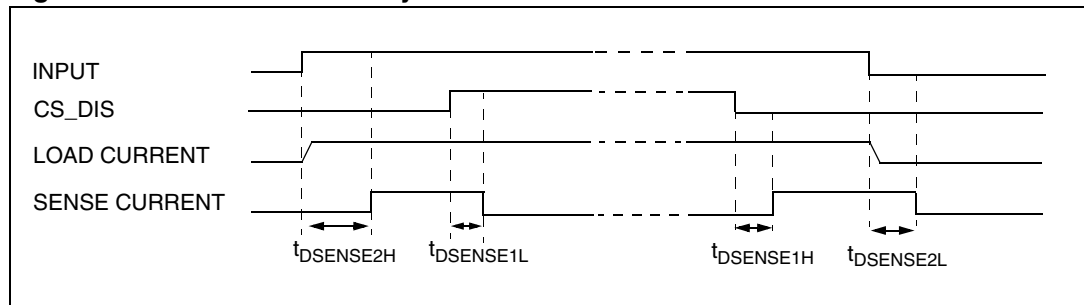 INPUT
CS_DIS
LOAD CURRENT
SENSE CURRENT
tDSENSE2H tDSENSE1L tDSENSE1H tDSENSE2L